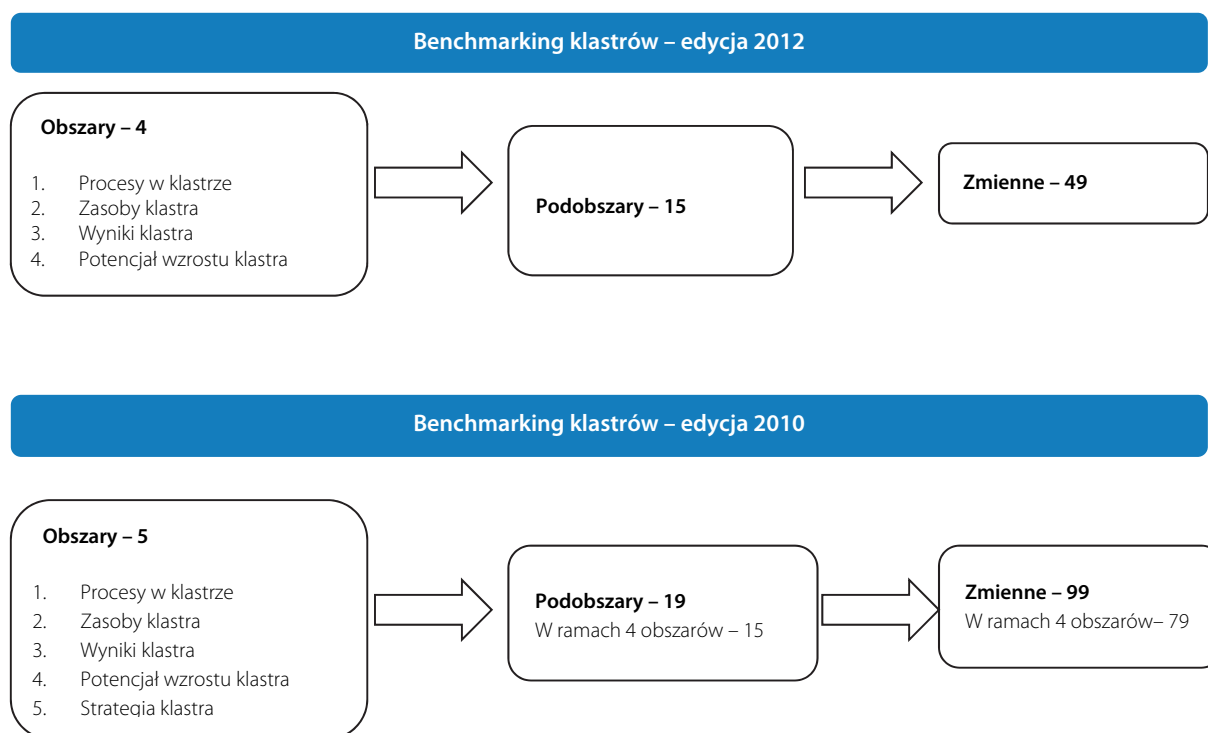 Benchmarking klastrów – edycja 2012
Obszary – 4
1. Procesy w klastrze
2. Zasoby klastra
3. Wyniki klastra
4. Potencjał wzrostu klastra
Podobszary – 15
Zmienne – 49
Benchmarking klastrów – edycja 2010
Obszary – 5
1. Procesy w klastrze
2. Zasoby klastra
3. Wyniki klastra
4. Potencjał wzrostu klastra
5. Strategia klastra
Podobszary – 19
W ramach 4 obszarów – 15
Zmienne – 99
W ramach 4 obszarów– 79